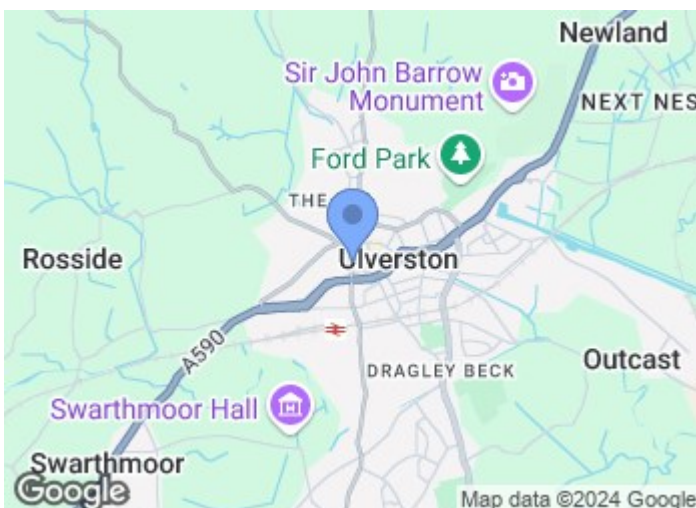 Newland
Sir John Barrow
Monument
NEXT NES
Ford Park
THE
Rosside
Ulverston
A590
DRAGLEY BECK
Outcast
Swarthmoor Hall
Swarthmoor
Google
Map data ©2024 Google